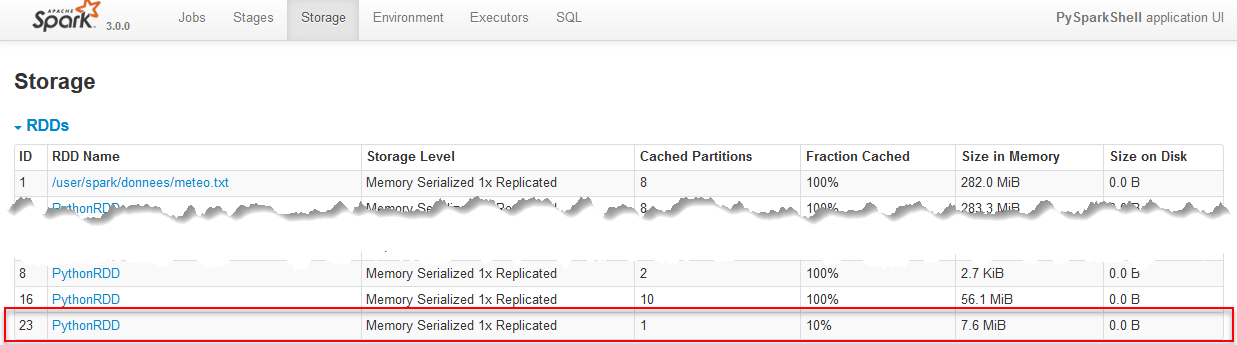 APACHE Spark 3.0.0 Jobs Stages Storage Environment Executors SQL PySparkShell application UI
Storage
RDDs
ID RDD Name Storage Level Cached Partitions Fraction Cached Size in Memory Size on Disk
1 /user/spark/donnees/meteo.txt Memory Serialized 1x Replicated 8 100% 282.0 MiB 0.0 B
PythonRDD Memory Serialized 1x Replicated 8 100% 283.3 MiB
8 PythonRDD Memory Serialized 1x Replicated 2 100% 2.7 KiB 0.0 B
16 PythonRDD Memory Serialized 1x Replicated 10 100% 56.1 MiB 0.0 B
23 PythonRDD Memory Serialized 1x Replicated 1 10% 7.6 MiB 0.0 B